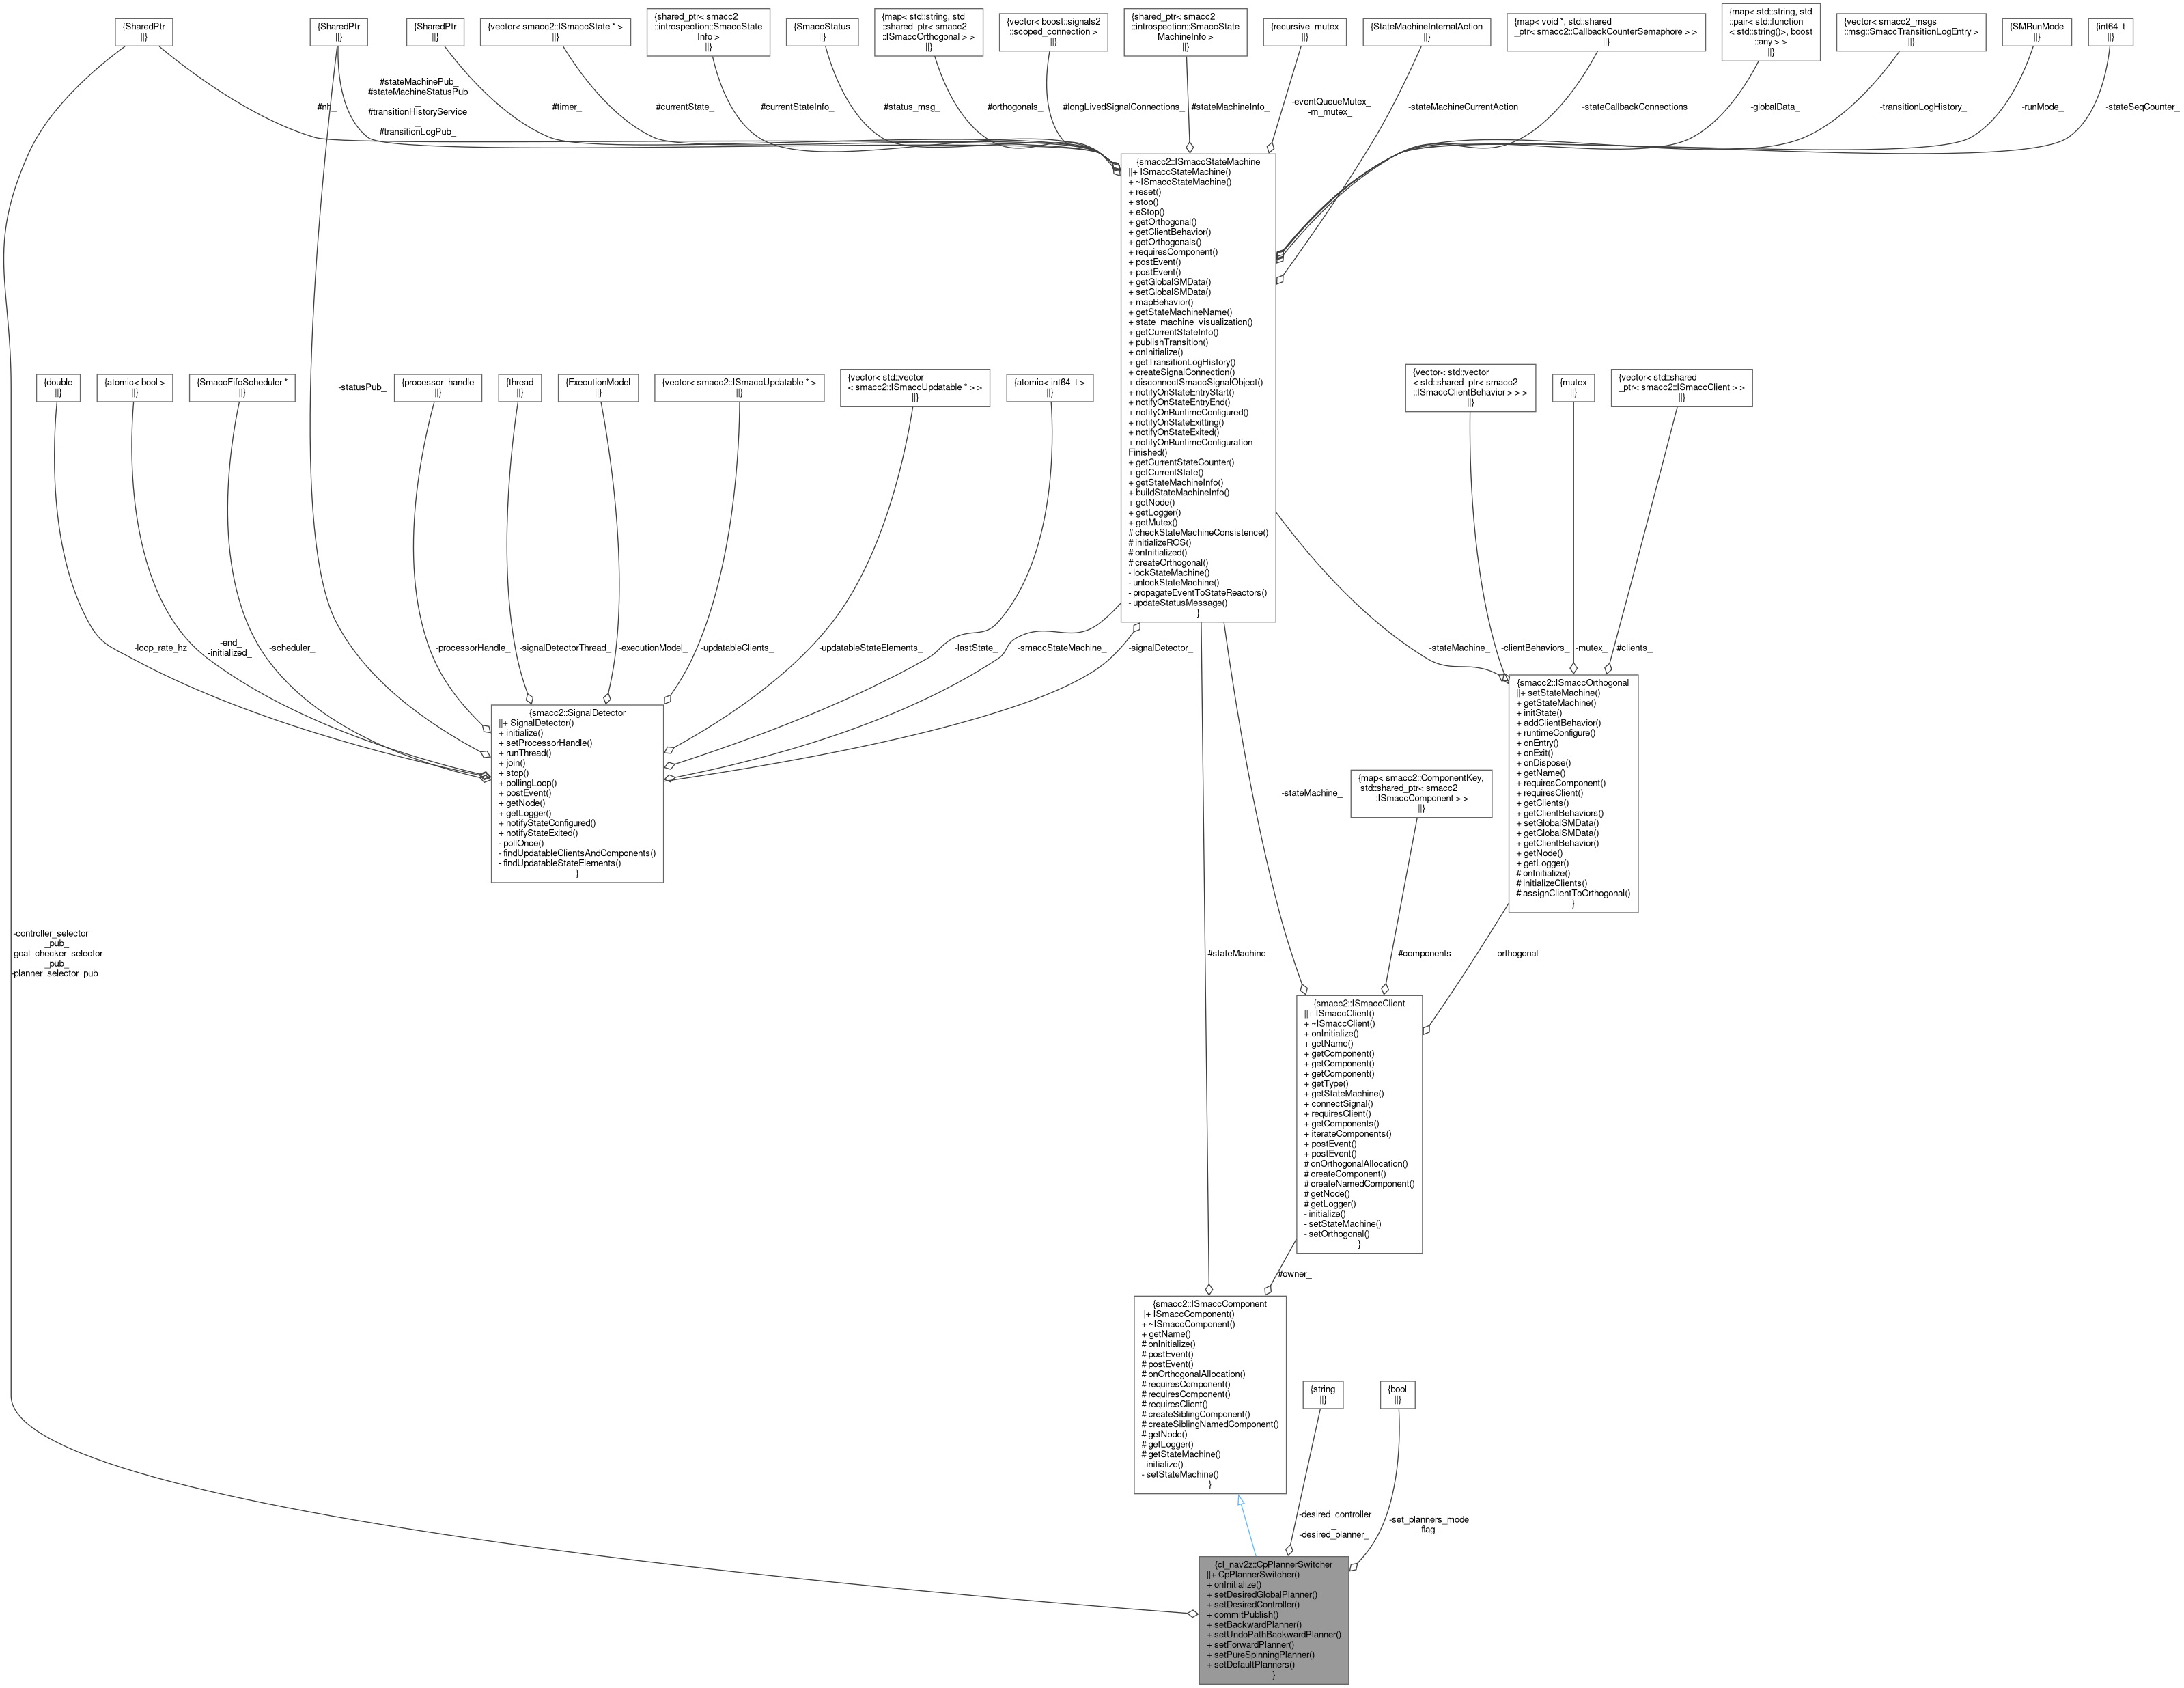 {SharedPtr
||}
{SharedPtr
||}
{SharedPtr
||}
{vector< smacc2::ISmaccState * >
||}
{shared_ptr< smacc2
::introspection::SmaccState
Info >
||}
{SmaccStatus
||}
{map< std::string, std
::shared_ptr< smacc2
::ISmaccOrthogonal > >
||}
{vector< boost::signals2
::scoped_connection >
||}
{shared_ptr< smacc2
::introspection::SmaccState
MachineInfo >
||}
{recursive_mutex
||}
{StateMachineInternalAction
||}
{map< void *, std::shared
_ptr< smacc2::CallbackCounterSemaphore > >
||}
{map< std::string, std
::pair< std::function
< std::string()>, boost
::any > >
||}
{vector< smacc2_msgs
::msg::SmaccTransitionLogEntry >
||}
{SMRunMode
||}
{int64_t
||}
#nh_
#stateMachinePub_
#stateMachineStatusPub
_
#transitionHistoryService
_
#transitionLogPub_
#timer_
#currentState_
#currentStateInfo_
#status_msg_
#orthogonals_
#longLivedSignalConnections_
#stateMachineInfo_
-eventQueueMutex_
-m_mutex_
-stateMachineCurrentAction
-stateCallbackConnections
-globalData_
-transitionLogHistory_
-runMode_
-stateSeqCounter_
{smacc2::ISmaccStateMachine
||+ ISmaccStateMachine()
+ ~ISmaccStateMachine()
+ reset()
+ stop()
+ eStop()
+ getOrthogonal()
+ getClientBehavior()
+ getOrthogonals()
+ requiresComponent()
+ postEvent()
+ postEvent()
+ getGlobalSMData()
+ setGlobalSMData()
+ mapBehavior()
+ getStateMachineName()
+ state_machine_visualization()
+ getCurrentStateInfo()
+ publishTransition()
+ onInitialize()
+ getTransitionLogHistory()
+ createSignalConnection()
+ disconnectSmaccSignalObject()
+ notifyOnStateEntryStart()
+ notifyOnStateEntryEnd()
+ notifyOnRuntimeConfigured()
+ notifyOnStateExitting()
+ notifyOnStateExited()
+ notifyOnRuntimeConfiguration
Finished()
+ getCurrentStateCounter()
+ getCurrentState()
+ getStateMachineInfo()
+ buildStateMachineInfo()
+ getNode()
+ getLogger()
+ getMutex()
# checkStateMachineConsistence()
# initializeROS()
# onInitialized()
# createOrthogonal()
- lockStateMachine()
- unlockStateMachine()
- propagateEventToStateReactors()
- updateStatusMessage()
}
{double
||}
{atomic< bool >
||}
{SmaccFifoScheduler *
||}
-statusPub_
{processor_handle
||}
{thread
||}
{ExecutionModel
||}
{vector< smacc2::ISmaccUpdatable * >
||}
{vector< std::vector
< smacc2::ISmaccUpdatable * > >
||}
{atomic< int64_t >
||}
{vector< std::vector
< std::shared_ptr< smacc2
::ISmaccClientBehavior > > >
||}
{mutex
||}
{vector< std::shared
_ptr< smacc2::ISmaccClient > >
||}
-loop_rate_hz
-end_
-initialized_
-scheduler_
-processorHandle_
-signalDetectorThread_
-executionModel_
-updatableClients_
-updatableStateElements_
-lastState_
-smaccStateMachine_
-signalDetector_
-stateMachine_
-clientBehaviors_
-mutex_
#clients_
{smacc2::SignalDetector
||+ SignalDetector()
+ initialize()
+ setProcessorHandle()
+ runThread()
+ join()
+ stop()
+ pollingLoop()
+ postEvent()
+ getNode()
+ getLogger()
+ notifyStateConfigured()
+ notifyStateExited()
- pollOnce()
- findUpdatableClientsAndComponents()
- findUpdatableStateElements()
}
{smacc2::ISmaccOrthogonal
||+ setStateMachine()
+ getStateMachine()
+ initState()
+ addClientBehavior()
+ runtimeConfigure()
+ onEntry()
+ onExit()
+ onDispose()
+ getName()
+ requiresComponent()
+ requiresClient()
+ getClients()
+ getClientBehaviors()
+ setGlobalSMData()
+ getGlobalSMData()
+ getClientBehavior()
+ getNode()
+ getLogger()
# onInitialize()
# initializeClients()
# assignClientToOrthogonal()
}
-stateMachine_
{map< smacc2::ComponentKey,
std::shared_ptr< smacc2
::ISmaccComponent > >
||}
-controller_selector
_pub_
-goal_checker_selector
_pub_
-planner_selector_pub_
#stateMachine_
#components_
-orthogonal_
{smacc2::ISmaccClient
||+ ISmaccClient()
+ ~ISmaccClient()
+ onInitialize()
+ getName()
+ getComponent()
+ getComponent()
+ getComponent()
+ getType()
+ getStateMachine()
+ connectSignal()
+ requiresClient()
+ getComponents()
+ iterateComponents()
+ postEvent()
+ postEvent()
# onOrthogonalAllocation()
# createComponent()
# createNamedComponent()
# getNode()
# getLogger()
- initialize()
- setStateMachine()
- setOrthogonal()
}
#owner_
{smacc2::ISmaccComponent
||+ ISmaccComponent()
+ ~ISmaccComponent()
+ getName()
# onInitialize()
# postEvent()
# postEvent()
# onOrthogonalAllocation()
# requiresComponent()
# requiresComponent()
# requiresClient()
# createSiblingComponent()
# createSiblingNamedComponent()
# getNode()
# getLogger()
# getStateMachine()
- initialize()
- setStateMachine()
}
{string
||}
{bool
||}
-desired_controller
_
-desired_planner_
-set_planners_mode
_flag_
{cl_nav2z::CpPlannerSwitcher
||+ CpPlannerSwitcher()
+ onInitialize()
+ setDesiredGlobalPlanner()
+ setDesiredController()
+ commitPublish()
+ setBackwardPlanner()
+ setUndoPathBackwardPlanner()
+ setForwardPlanner()
+ setPureSpinningPlanner()
+ setDefaultPlanners()
}